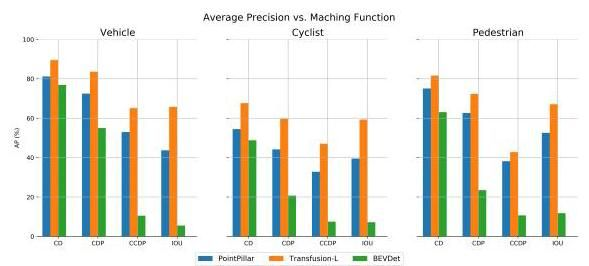 Average Precision vs. Maching Function
Vehicle Cyclist Pedestrian
100
80
60
40
20
0
AP (%)
CD CDP CCDP IOU CD CDP CCDP IOU CD CDP CCDP IOU
PointPillar Transfusion-L BEVDet